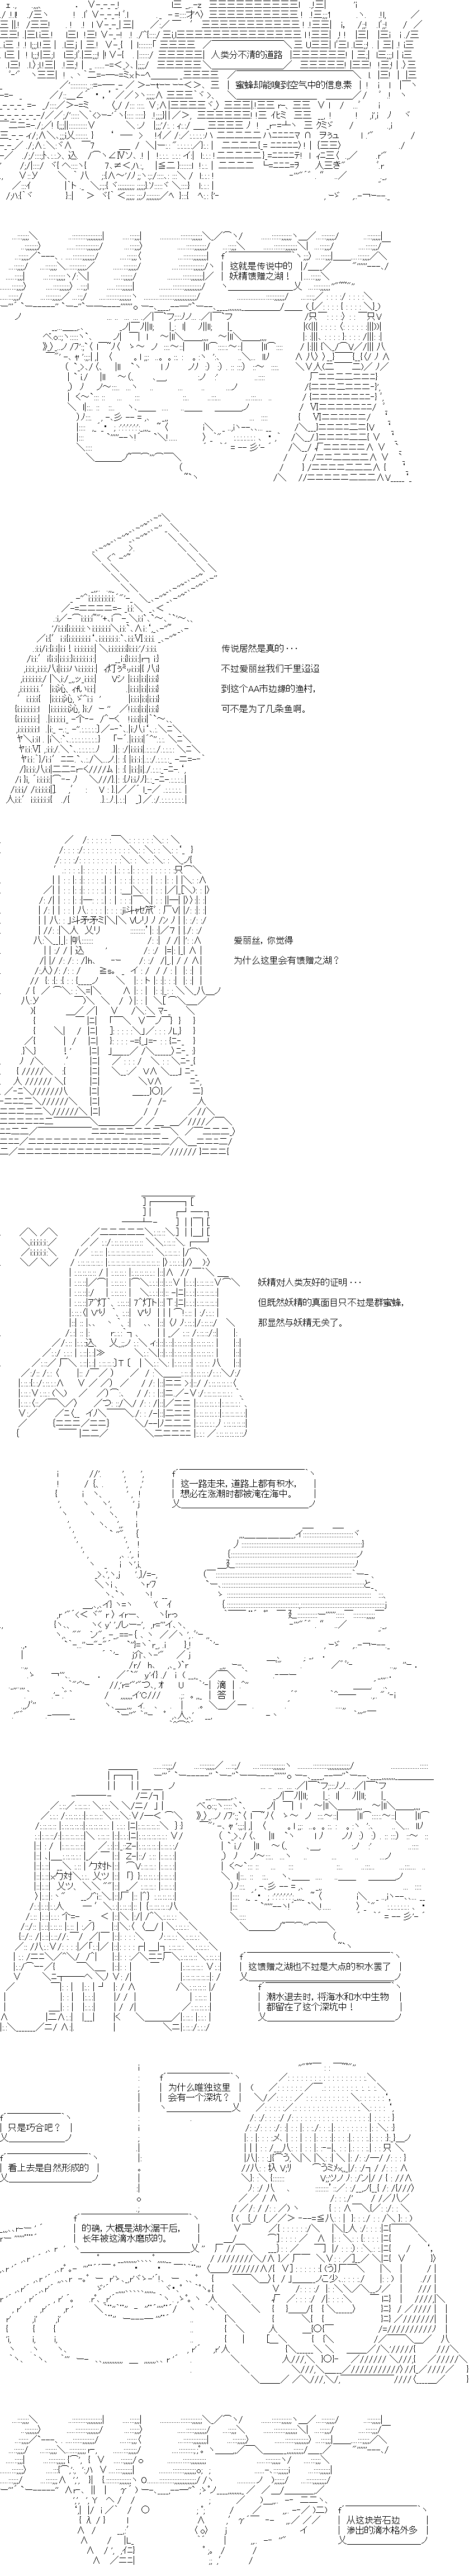 人类分不清的道路
蜜蜂却能嗅到空气中的信息素
这就是传说中的
妖精馈赠之湖！
传说居然是真的···
不过爱丽丝我们千里迢迢
到这个AA市边缘的渔村，
可不是为了几条鱼啊。
爱丽丝，你觉得
为什么这里会有馈赠之湖？
妖精对人类友好的证明···
但既然妖精的真面目只不过是群蜜蜂，
那显然与妖精无关了。
这一路走来，道路上都有积水，
想必在涨潮时都被淹在海中。
滴
答
这馈赠之湖也不过是大点的积水罢了
潮水退去时，将海水和水中生物
都留在了这个深坑中！
为什么唯独这里
会有一个深坑？
只是巧合吧？
看上去是自然形成的
的确，大概是湖水漏干后，
长年被这滴水磨成的。
从这块岩石边
渗出的滴水格外多